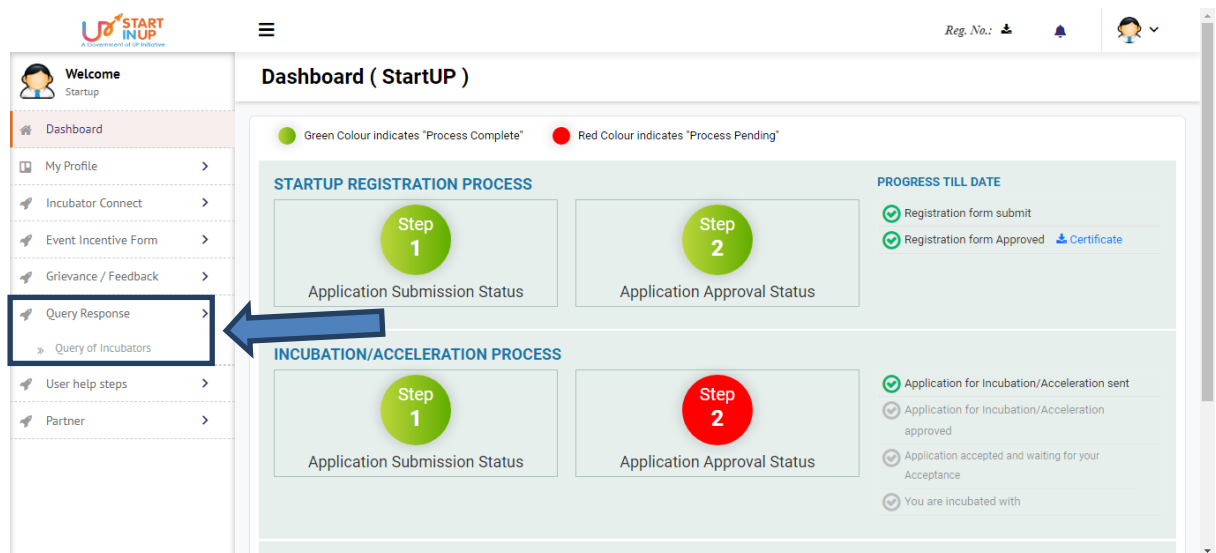 UP START
INUP
A Government of UP Initiative
Reg. No.:
Welcome
Startup
Dashboard ( StartUP )
Dashboard
My Profile
Incubator Connect
Event Incentive Form
Grievance / Feedback
Query Response
Query of Incubators
User help steps
Partner
Green Colour indicates "Process Complete"
Red Colour indicates "Process Pending"
STARTUP REGISTRATION PROCESS
Step
1
Application Submission Status
Step
2
Application Approval Status
PROGRESS TILL DATE
Registration form submit
Registration form Approved Certificate
INCUBATION/ACCELERATION PROCESS
Step
1
Application Submission Status
Step
2
Application Approval Status
Application for Incubation/Acceleration sent
Application for Incubation/Acceleration
approved
Application accepted and waiting for your
Acceptance
You are incubated with